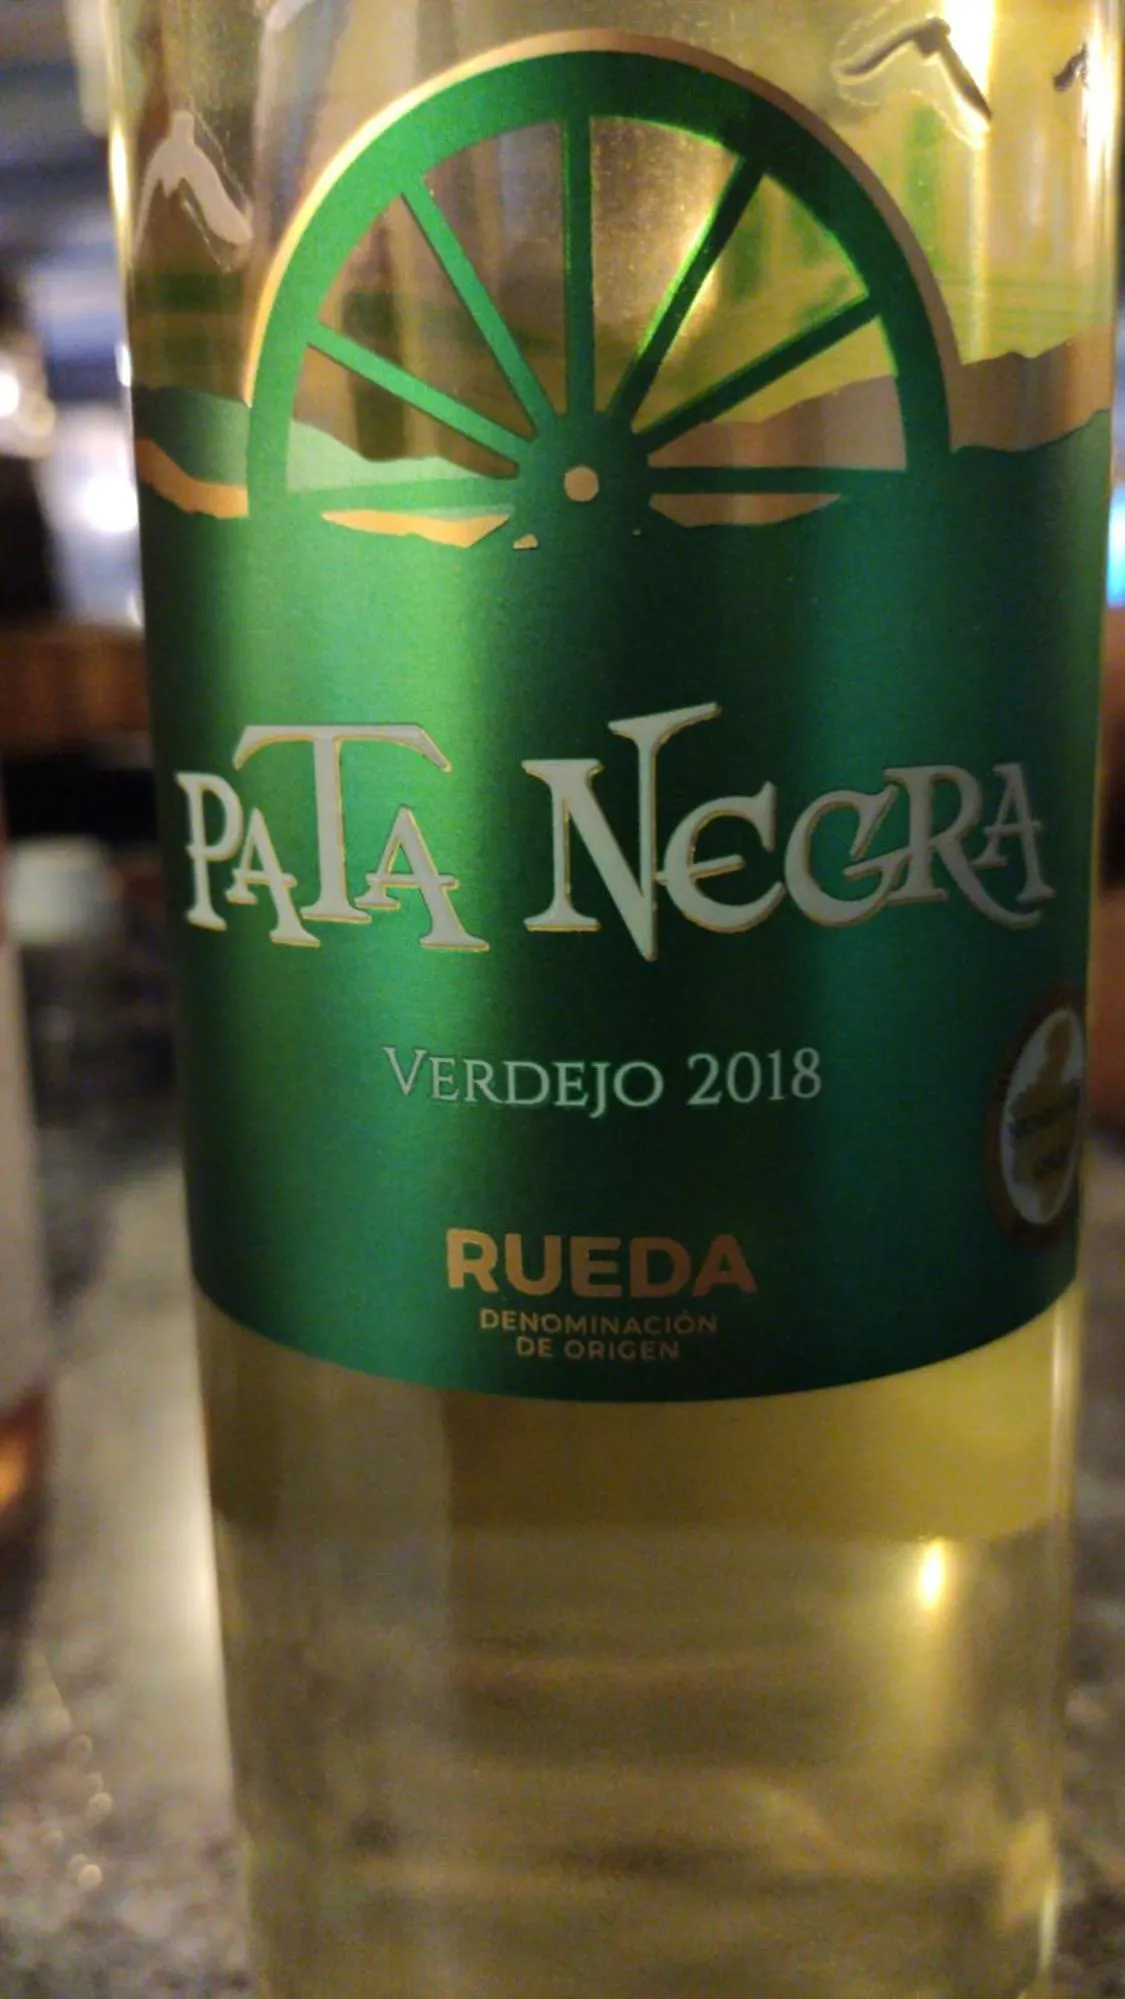 PATA NEGRA
VERDEJO 2018
RUEDA
DENOMINACIÓN
DE ORIGEN